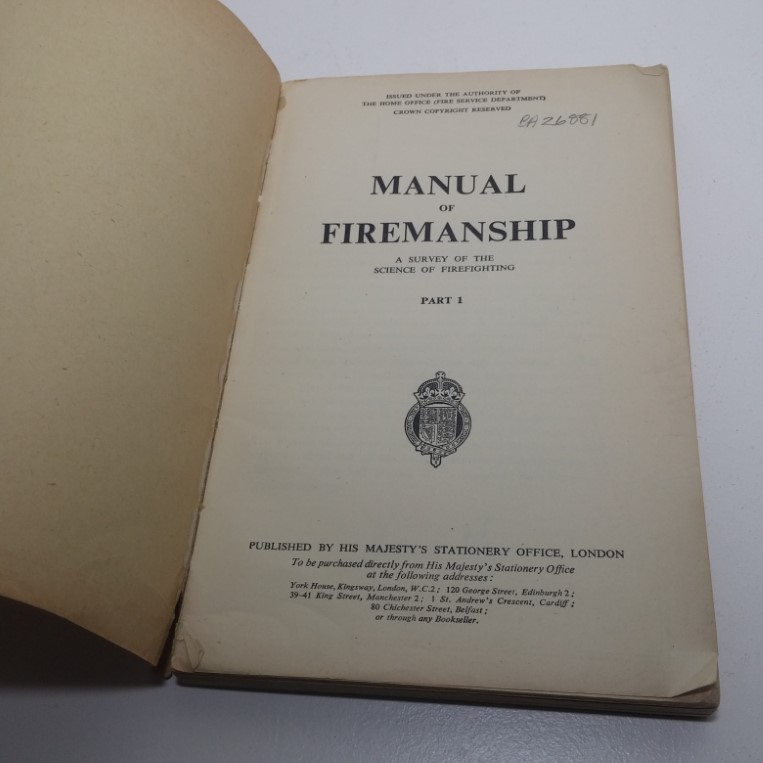 ISSUED UNDER THE AUTHORITY OF
THE HOME OFFICE (FIRE SERVICE DEPARTMENT)
CROWN COPYRIGHT RESERVED
BA26881
MANUAL
OF
FIREMANSHIP
A SURVEY OF THE
SCIENCE OF FIREFIGHTING
PART 1
PUBLISHED BY HIS MAJESTY'S STATIONERY OFFICE, LONDON
To be purchased directly from His Majesty's Stationery Office
at the following addresses:
York House, Kingsway, London, W.C.2; 120 George Street, Edinburgh 2;
39-41 King Street, Manchester 2; 1 St. Andrew's Crescent, Cardiff;
80 Chichester Street, Belfast;
or through any Bookseller.